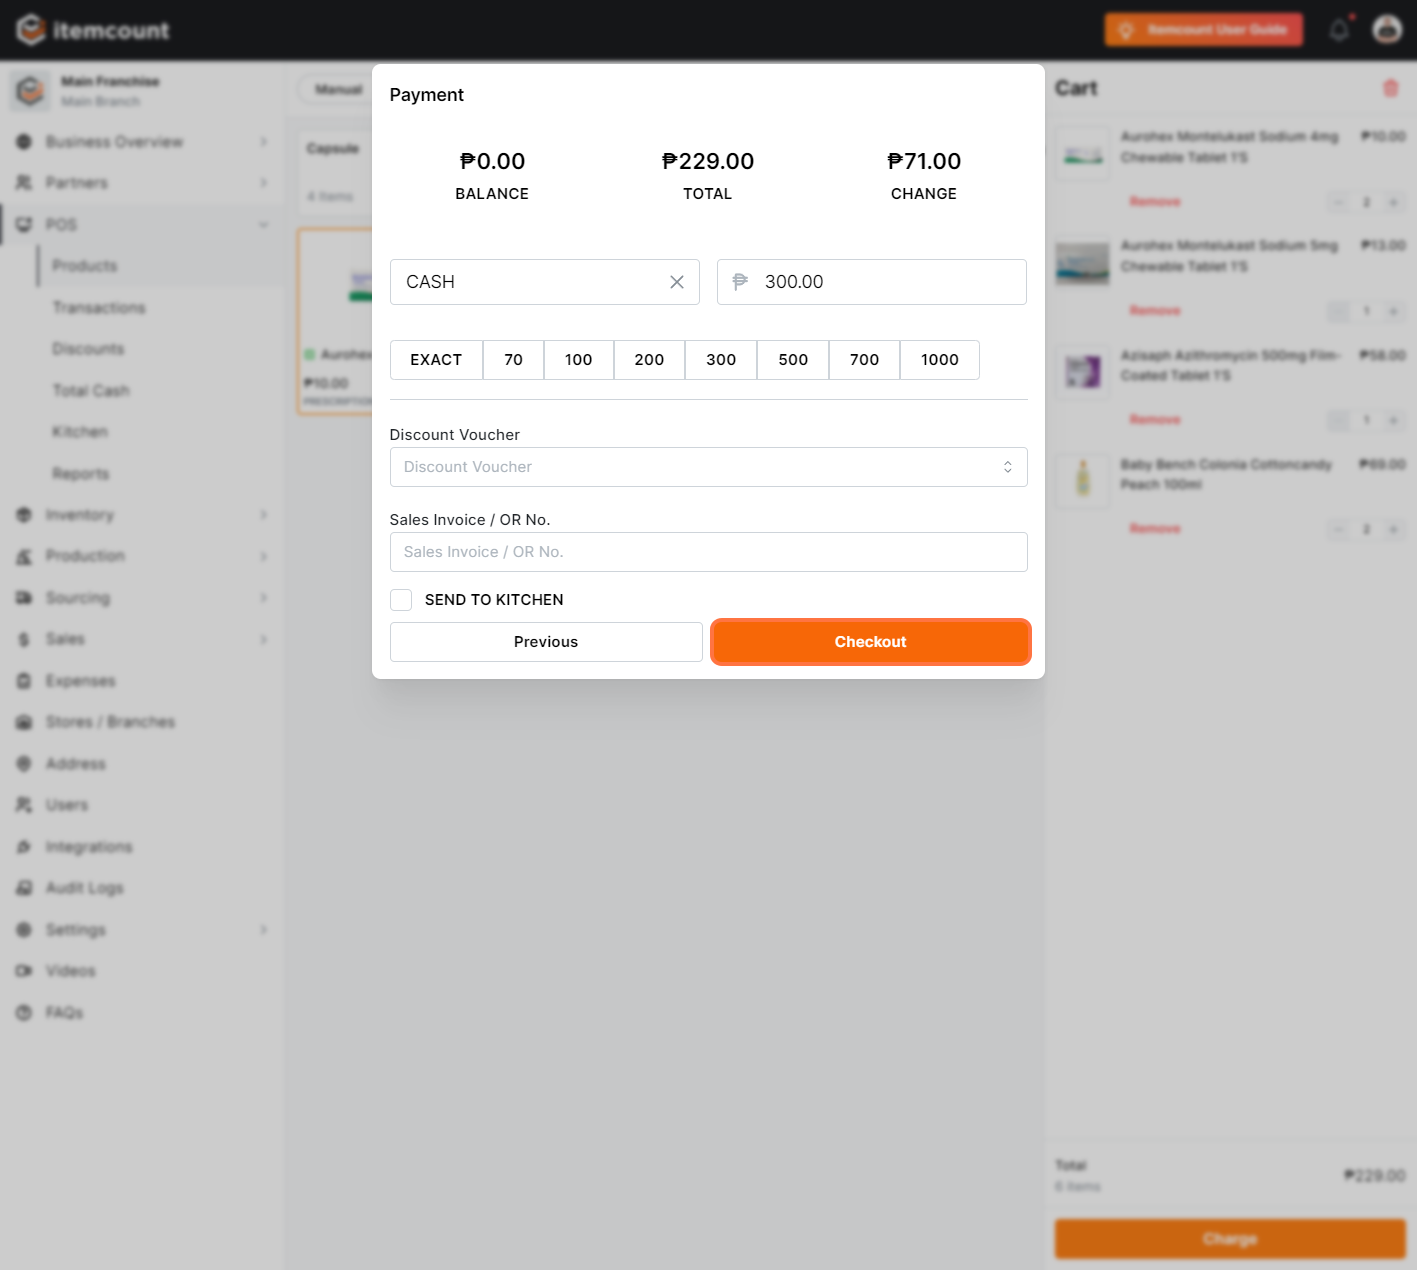 itemcount
Itemcount User Guide
Main Franchise
Main Branch
Business Overview
Partners
POS
Products
Transactions
Discounts
Total Cash
Kitchen
Reports
Inventory
Production
Sourcing
Sales
Expenses
Stores / Branches
Address
Users
Integrations
Audit Logs
Settings
Videos
FAQs
Manual
Capsule
4 items
Aurohex
₱10.00
PRESCRIPTION
Payment
₱0.00
BALANCE
₱229.00
TOTAL
₱71.00
CHANGE
CASH
₱ 300.00
EXACT 70 100 200 300 500 700 1000
Discount Voucher
Discount Voucher
Sales Invoice / OR No.
Sales Invoice / OR No.
SEND TO KITCHEN
Previous
Checkout
Cart
Aurohex Montelukast Sodium 4mg ₱10.00
Chewable Tablet 1'S
Remove - 2 +
Aurohex Montelukast Sodium 5mg ₱13.00
Chewable Tablet 1'S
Remove - 1 +
Azisaph Azithromycin 500mg Film- ₱58.00
Coated Tablet 1'S
Remove - 1 +
Baby Bench Colonia Cottoncandy ₱69.00
Peach 100ml
Remove - 2 +
Total
6 items
₱229.00
Charge